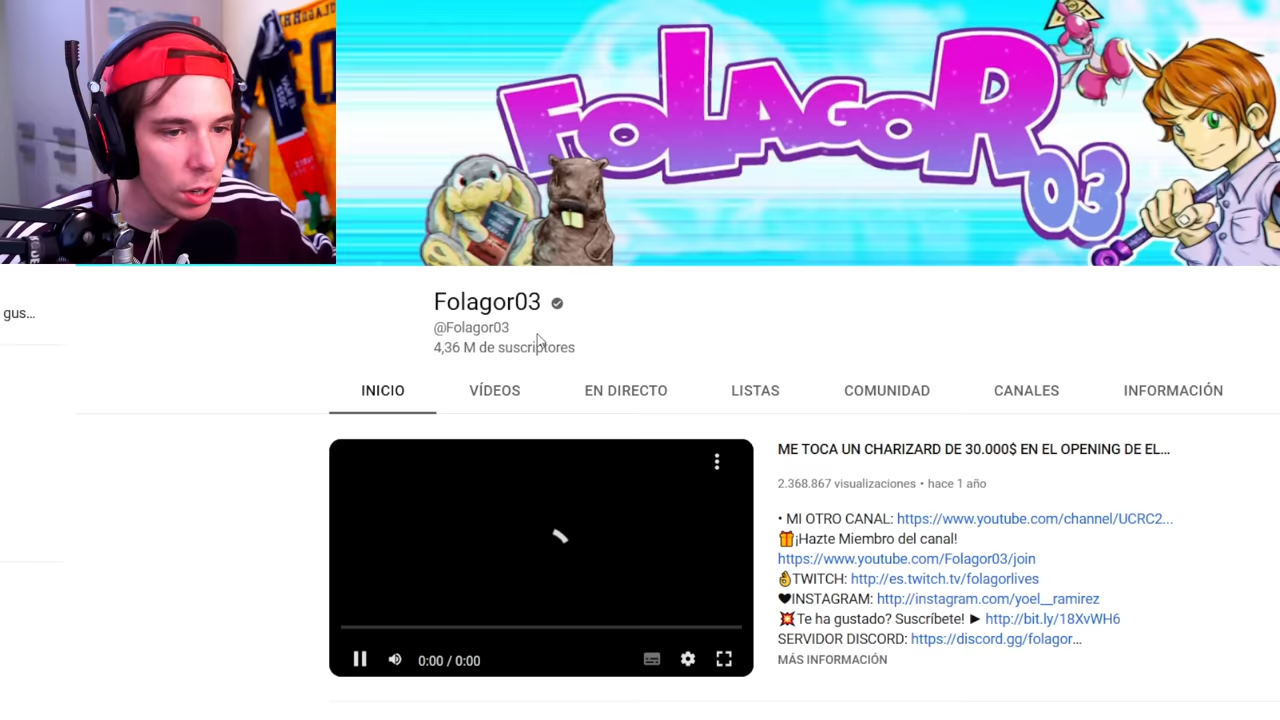 FOLAGOR
03
gus...
Folagor03
@Folagor03
4,36 M de suscriptores
INICIO
VÍDEOS
EN DIRECTO
LISTAS
COMUNIDAD
CANALES
INFORMACIÓN
ME TOCA UN CHARIZARD DE 30.000$ EN EL OPENING DE EL...
2.368.867 visualizaciones • hace 1 año
• MI OTRO CANAL: https://www.youtube.com/channel/UCRC2...
🎁¡Hazte Miembro del canal!
https://www.youtube.com/Folagor03/join
👌TWITCH: http://es.twitch.tv/folagorlives
❤INSTAGRAM: http://instagram.com/yoel__ramirez
💥Te ha gustado? Suscríbete! ► http://bit.ly/18XvWH6
SERVIDOR DISCORD: https://discord.gg/folagor...
MÁS INFORMACIÓN
0:00 / 0:00